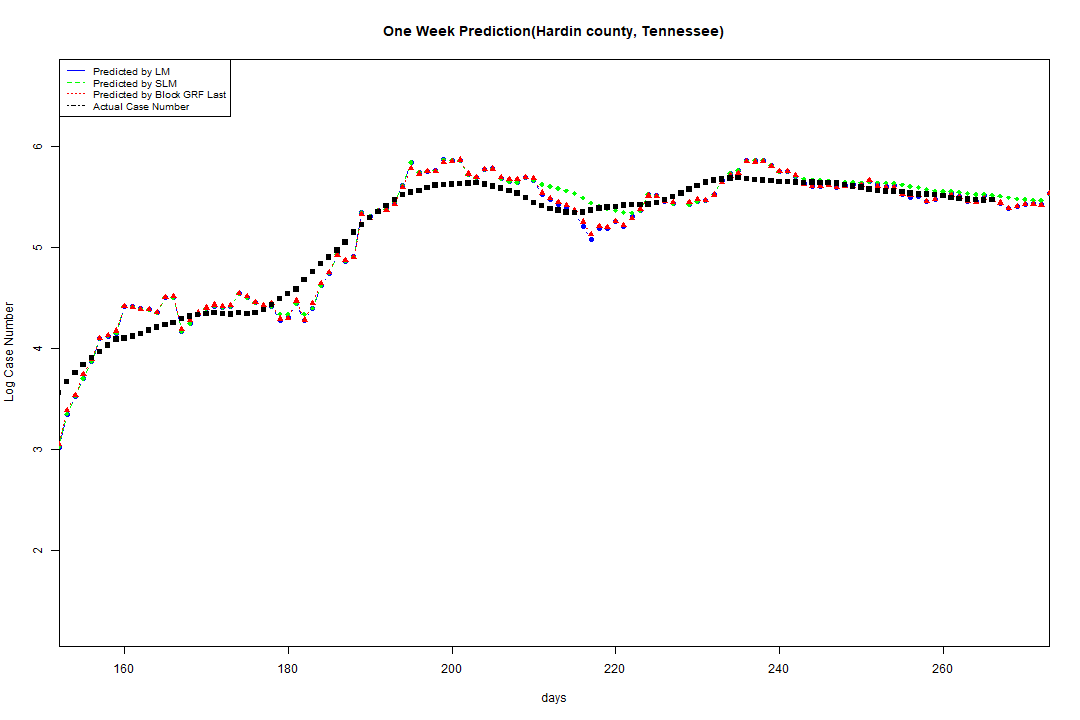 One Week Prediction(Hardin county, Tennessee)
Predicted by LM
Predicted by SLM
Predicted by Block GRF Last
Actual Case Number
6
5
4
3
2
Log Case Number
160 180 200 220 240 260
days